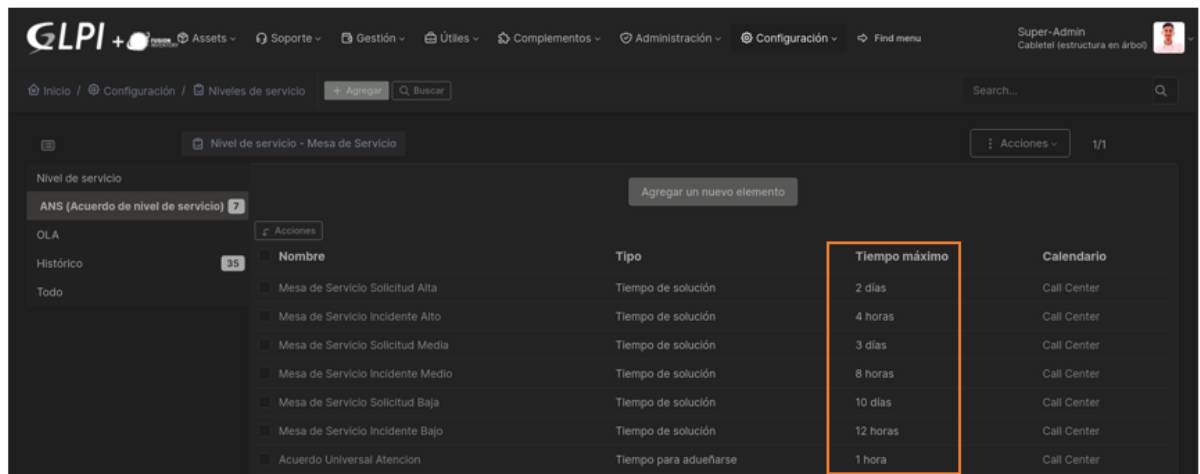 GLPI + FUSION INVENTORY Assets Soporte Gestión Útiles Complementos Administración Configuración Find menu Super-Admin
Cabletel (estructura en árbol)
Inicio / Configuración / Niveles de servicio + Agregar Buscar Search...
Nivel de servicio - Mesa de Servicio Acciones 1/1
Nivel de servicio
Agregar un nuevo elemento
ANS (Acuerdo de nivel de servicio) 7
OLA
Acciones
Histórico 35
Todo
Nombre Tipo Tiempo máximo Calendario
Mesa de Servicio Solicitud Alta Tiempo de solución 2 días Call Center
Mesa de Servicio Incidente Alto Tiempo de solución 4 horas Call Center
Mesa de Servicio Solicitud Media Tiempo de solución 3 días Call Center
Mesa de Servicio Incidente Medio Tiempo de solución 8 horas Call Center
Mesa de Servicio Solicitud Baja Tiempo de solución 10 días Call Center
Mesa de Servicio Incidente Bajo Tiempo de solución 12 horas Call Center
Acuerdo Universal Atencion Tiempo para adueñarse 1 hora Call Center